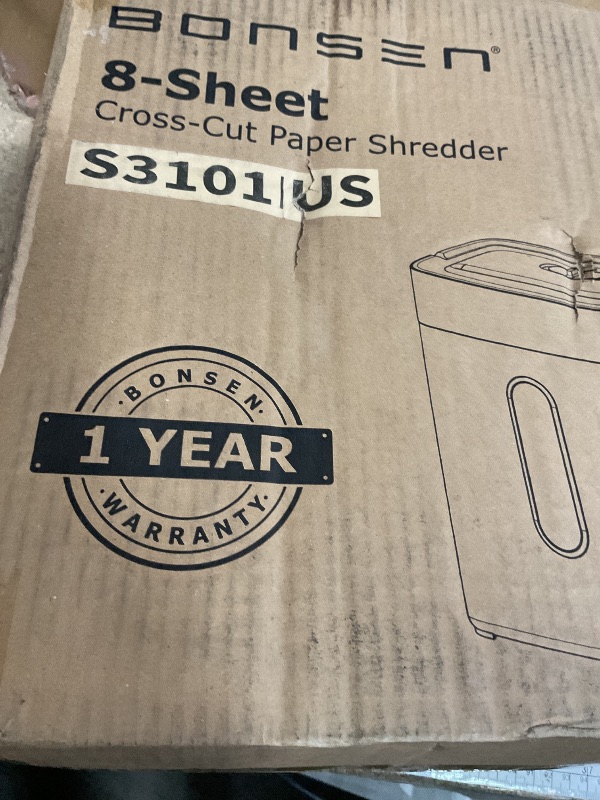 BONSEN®
8-Sheet
Cross-Cut Paper Shredder
S3101|US
·BONSEN·
1 YEAR
·WARRANTY·